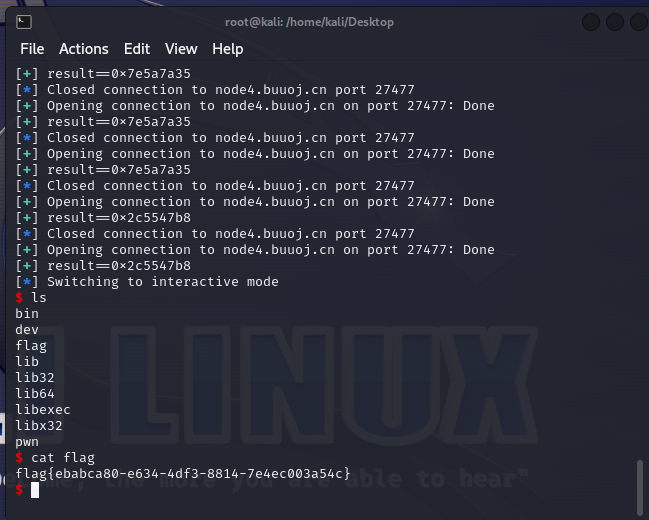 root@kali: /home/kali/Desktop
File Actions Edit View Help
[+] result==0×7e5a7a35
[*] Closed connection to node4.buuoj.cn port 27477
[+] Opening connection to node4.buuoj.cn on port 27477: Done
[+] result==0×7e5a7a35
[*] Closed connection to node4.buuoj.cn port 27477
[+] Opening connection to node4.buuoj.cn on port 27477: Done
[+] result==0×7e5a7a35
[*] Closed connection to node4.buuoj.cn port 27477
[+] Opening connection to node4.buuoj.cn on port 27477: Done
[+] result==0×2c5547b8
[*] Closed connection to node4.buuoj.cn port 27477
[+] Opening connection to node4.buuoj.cn on port 27477: Done
[+] result==0×2c5547b8
[*] Switching to interactive mode
$ ls
bin
dev
flag
lib
lib32
lib64
libexec
libx32
pwn
$ cat flag
flag{ebabca80-e634-4df3-8814-7e4ec003a54c}
$
LINUX
the more you are able to hear"